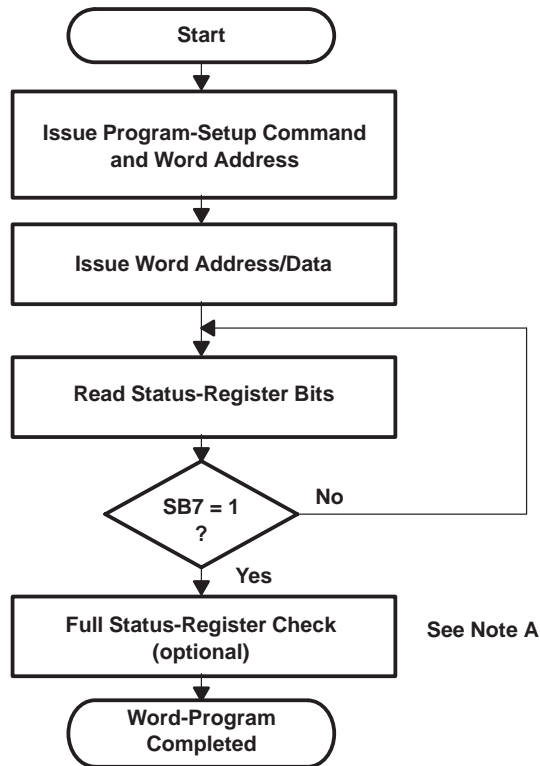 Start
Issue Program-Setup Command
and Word Address
Issue Word Address/Data
Read Status-Register Bits
SB7 = 1
?
No
Yes
Full Status-Register Check
(optional)
See Note A
Word-Program
Completed